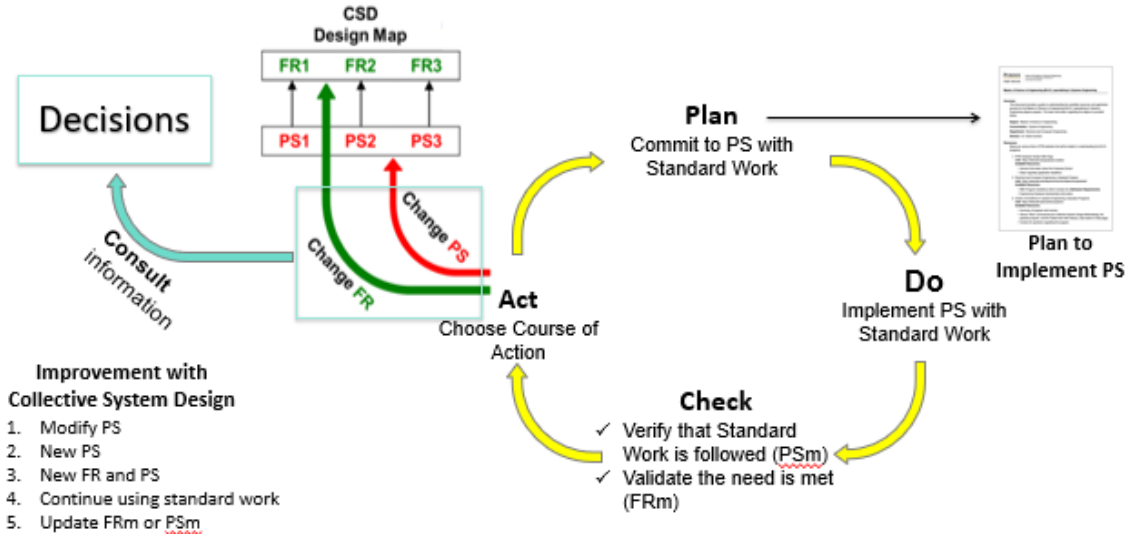 CSD
Design Map
FR1 FR2 FR3
PS1 PS2 PS3
Decisions
Consult
information
Change PS
Change FR
Act
Choose Course of
Action
Plan
Commit to PS with
Standard Work
Plan to
Implement PS
Do
Implement PS with
Standard Work
Check
✓ Verify that Standard
Work is followed (PSm)
✓ Validate the need is met
(FRm)
Improvement with
Collective System Design
1. Modify PS
2. New PS
3. New FR and PS
4. Continue using standard work
5. Update FRm or PSm